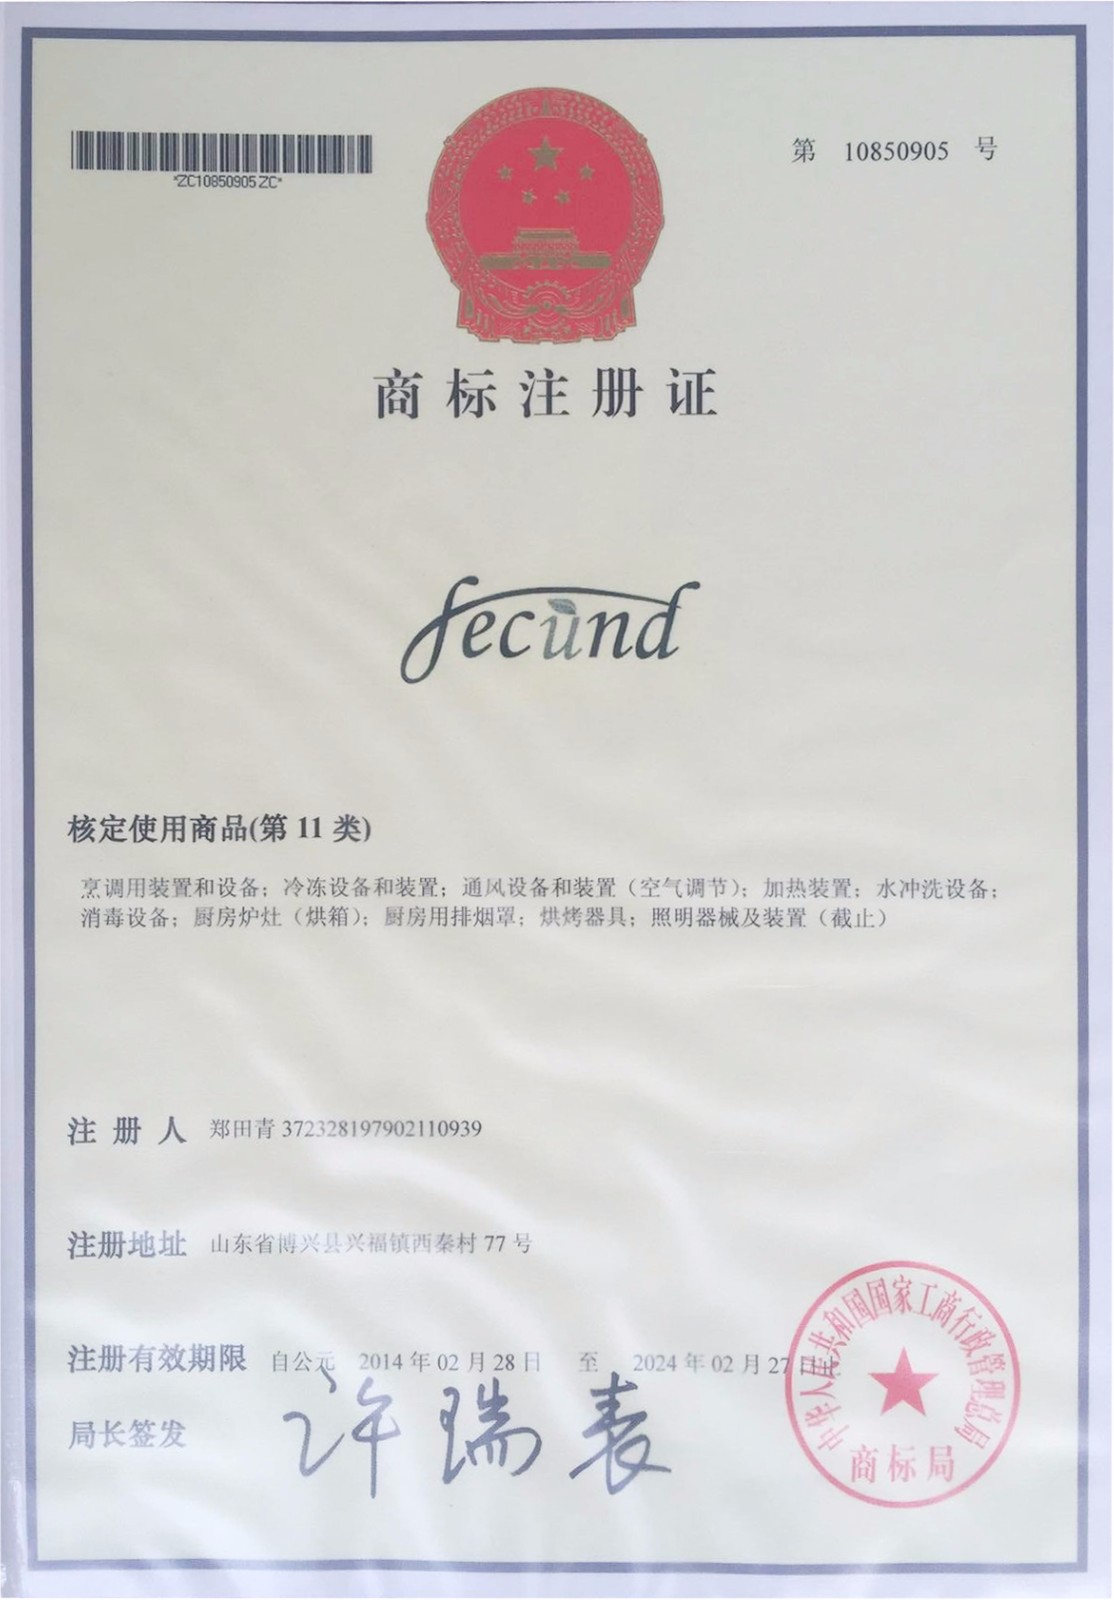 *ZC10850905ZC*
第 10850905 号
商标注册证
fecund
核定使用商品(第 11 类)
烹调用装置和设备；冷冻设备和装置；通风设备和装置（空气调节）；加热装置；水冲洗设备；
消毒设备；厨房炉灶（烘箱）；厨房用排烟罩；烘烤器具；照明器械及装置（截止）
注册人 郑田青 372328197902110939
注册地址 山东省博兴县兴福镇西秦村 77 号
注册有效期限 自公元 2014 年 02 月 28 日 至 2024 年 02 月 27 日止
局长签发 许瑞表
中华人民共和国国家工商行政管理总局
商标局